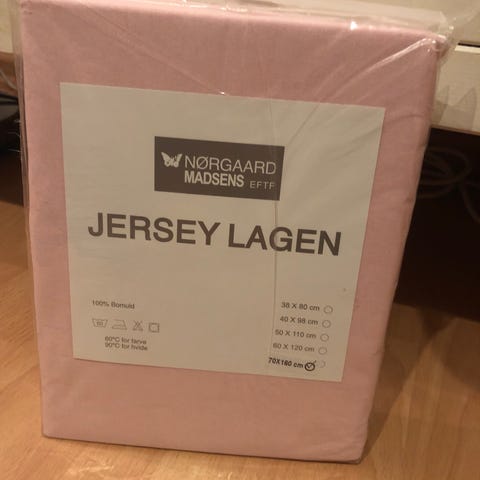 NØRGAARD
MADSENS EFTF
JERSEY LAGEN
100% Bomuld
38 X 80 cm
40 X 98 cm
50 X 110 cm
60 X 120 cm
70X160 cm
60°C for farve
90°C for hvide